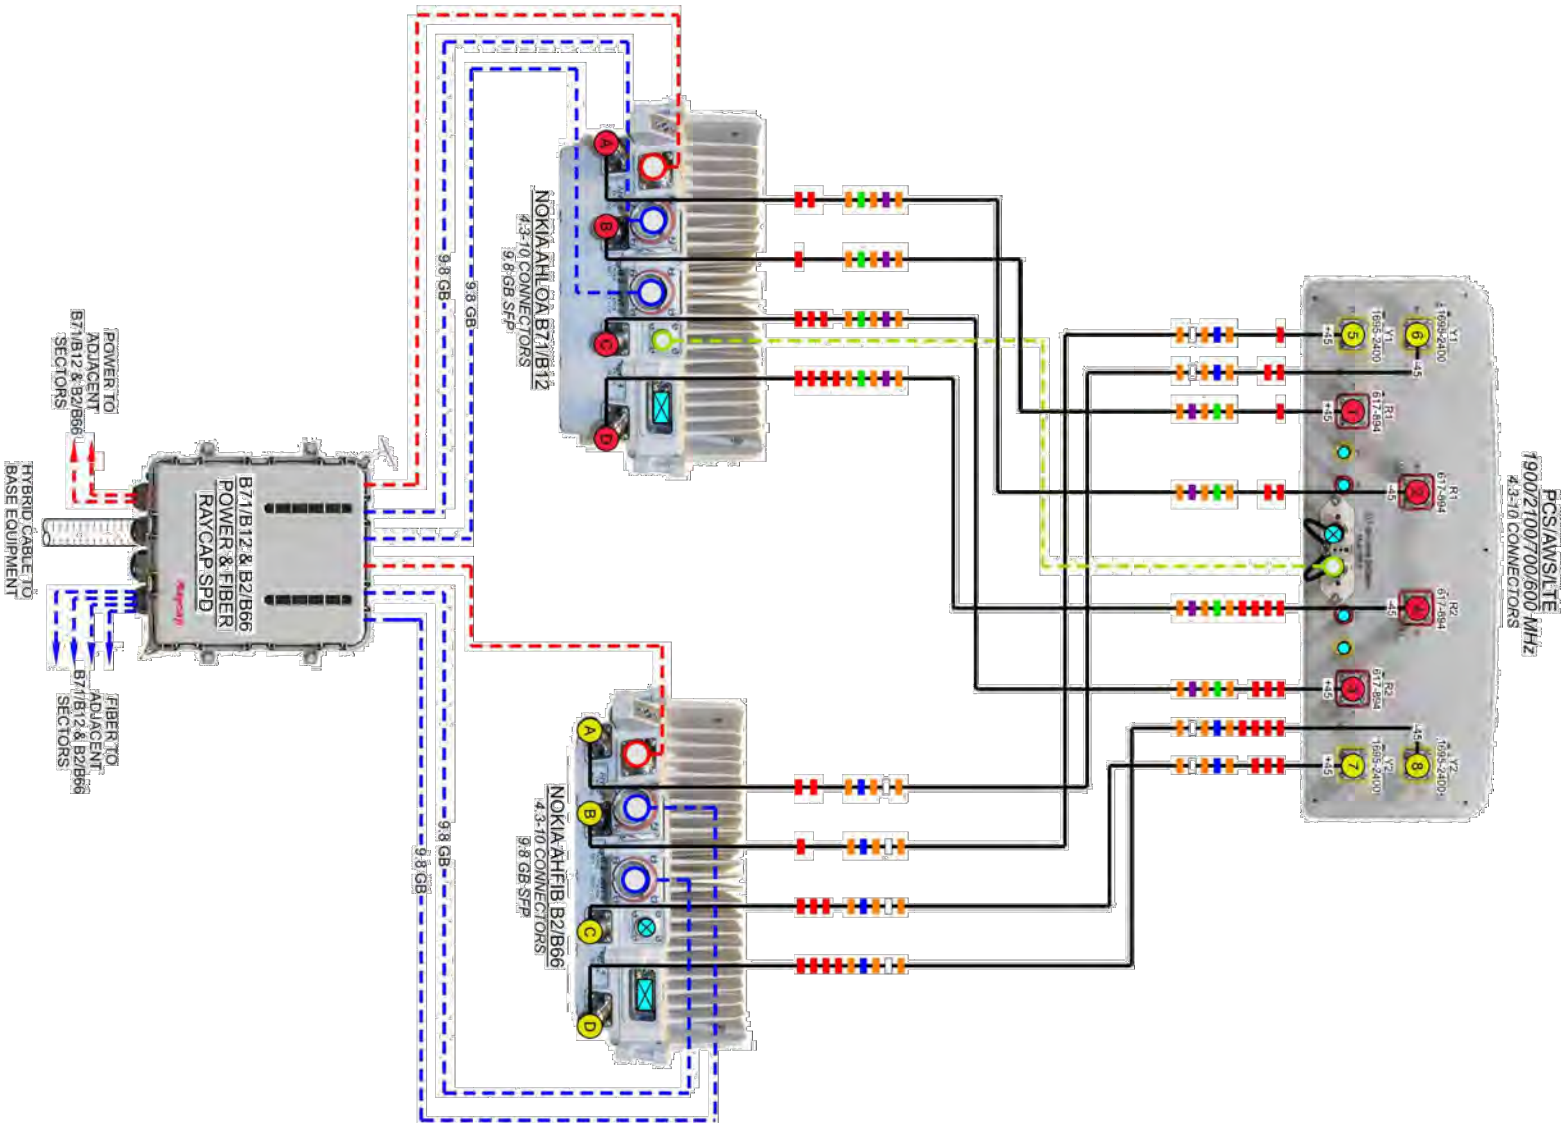 PCS/AWS/LTE
1900/2100/700/600 MHz
4.3-10 CONNECTORS
Y1
1695-2400
5
+45
Y1
1695-2400
6
-45
R1
617-894
1
+45
R1
617-894
2
-45
R2
617-894
4
-45
R2
617-894
3
+45
Y2
1695-2400
8
-45
Y2
1695-2400
7
+45
A
B
C
D
NOKIA AHLOA B71/B12
4.3-10 CONNECTORS
9.8 GB SFP
A
B
C
D
NOKIA AHFIB B2/B66
4.3-10 CONNECTORS
9.8 GB SFP
9.8 GB
9.8 GB
9.8 GB
9.8 GB
B71/B12 & B2/B66
POWER & FIBER
RAYCAP SPD
Raycap
POWER TO
ADJACENT
B71/B12 & B2/B66
SECTORS
HYBRID CABLE TO
BASE EQUIPMENT
FIBER TO
ADJACENT
B71/B12 & B2/B66
SECTORS